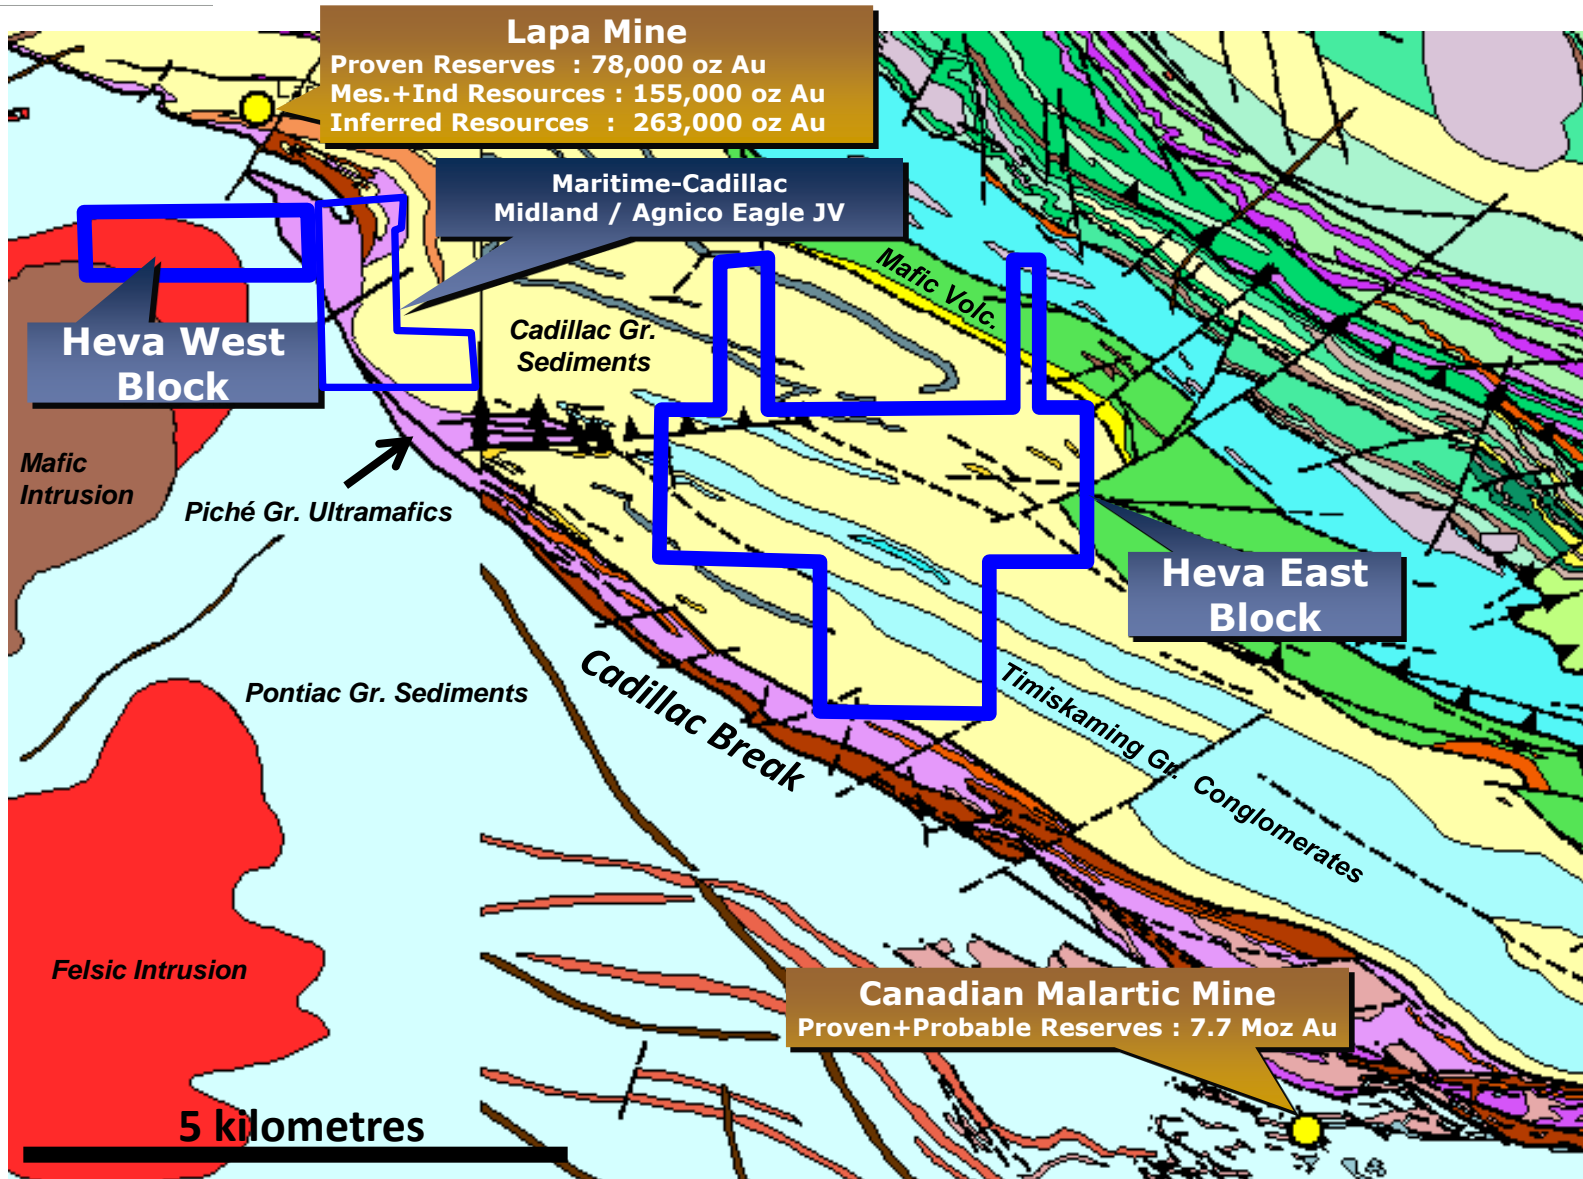 Lapa Mine
Proven Reserves : 78,000 oz Au
Mes.+Ind Resources : 155,000 oz Au
Inferred Resources : 263,000 oz Au
Maritime-Cadillac
Midland / Agnico Eagle JV
Heva West
Block
Mafic Volc.
Cadillac Gr.
Sediments
Mafic
Intrusion
Piché Gr. Ultramafics
Heva East
Block
Pontiac Gr. Sediments
Cadillac Break
Timiskaming Gr. Conglomerates
Felsic Intrusion
Canadian Malartic Mine
Proven+Probable Reserves : 7.7 Moz Au
5 kilometres